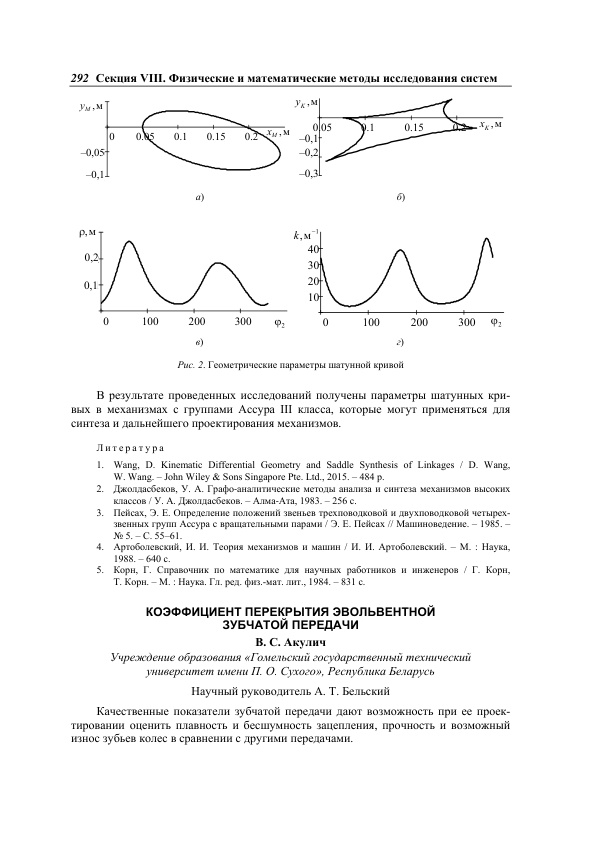 292 Секция VIII. Физические и математические методы исследования систем
y_M, м
0 0.05 0.1 0.15 0.2 x_M, м
–0,05
–0,1
а)
y_K, м
0.05 0.1 0.15 0.2 x_K, м
–0,1
–0,2
–0,3
б)
ρ, м
0,2
0,1
0 100 200 300 φ₂
в)
k, м⁻¹
40
30
20
10
0 100 200 300 φ₂
г)
Рис. 2. Геометрические параметры шатунной кривой
В результате проведенных исследований получены параметры шатунных кри-
вых в механизмах с группами Ассура III класса, которые могут применяться для
синтеза и дальнейшего проектирования механизмов.
Литература
1. Wang, D. Kinematic Differential Geometry and Saddle Synthesis of Linkages / D. Wang,
W. Wang. – John Wiley & Sons Singapore Pte. Ltd., 2015. – 484 p.
2. Джолдасбеков, У. А. Графо-аналитические методы анализа и синтеза механизмов высоких
классов / У. А. Джолдасбеков. – Алма-Ата, 1983. – 256 с.
3. Пейсах, Э. Е. Определение положений звеньев трехповодковой и двухповодковой четырех-
звенных групп Ассура с вращательными парами / Э. Е. Пейсах // Машиноведение. – 1985. –
№ 5. – С. 55–61.
4. Артоболевский, И. И. Теория механизмов и машин / И. И. Артоболевский. – М. : Наука,
1988. – 640 с.
5. Корн, Г. Справочник по математике для научных работников и инженеров / Г. Корн,
Т. Корн. – М. : Наука. Гл. ред. физ.-мат. лит., 1984. – 831 с.
КОЭФФИЦИЕНТ ПЕРЕКРЫТИЯ ЭВОЛЬВЕНТНОЙ
ЗУБЧАТОЙ ПЕРЕДАЧИ
В. С. Акулич
Учреждение образования «Гомельский государственный технический
университет имени П. О. Сухого», Республика Беларусь
Научный руководитель А. Т. Бельский
Качественные показатели зубчатой передачи дают возможность при ее проек-
тировании оценить плавность и бесшумность зацепления, прочность и возможный
износ зубьев колес в сравнении с другими передачами.